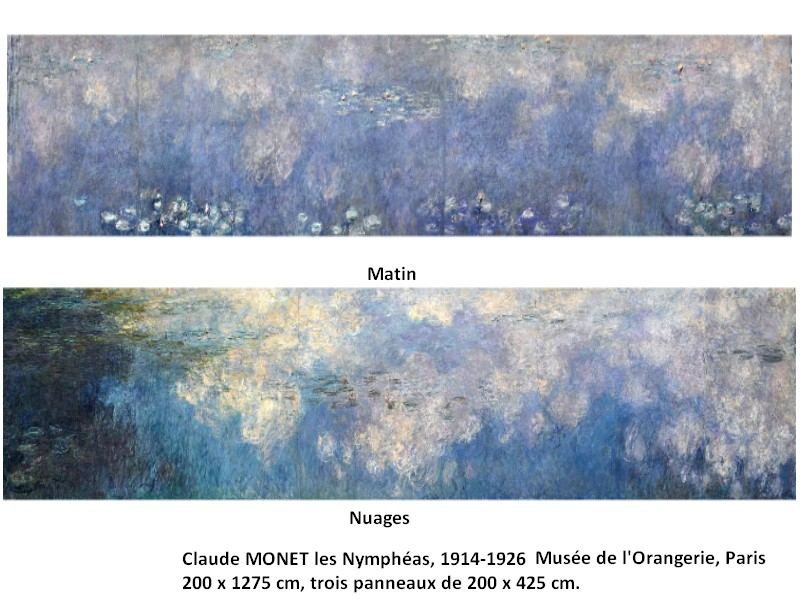 Matin
Nuages
Claude MONET les Nymphéas, 1914-1926 Musée de l'Orangerie, Paris
200 x 1275 cm, trois panneaux de 200 x 425 cm.